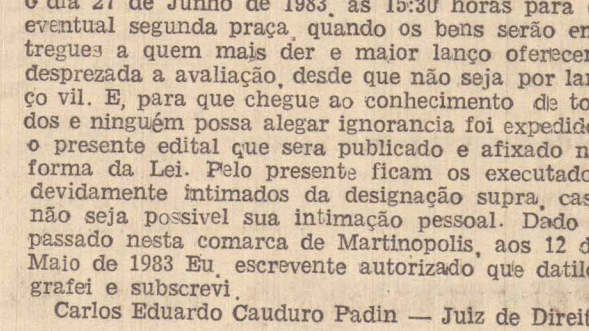 o dia 27 de Junho de 1983, às 15:30 horas para
eventual segunda praça, quando os bens serão en
tregues a quem mais der e maior lanço oferecer
desprezada a avaliação, desde que não seja por lan
ço vil. E, para que chegue ao conhecimento de to
dos e ninguém possa alegar ignorancia foi expedid
o presente edital que sera publicado e afixado n
forma da Lei. Pelo presente ficam os executado
devidamente intimados da designação supra, cas
não seja possivel sua intimação pessoal. Dado
passado nesta comarca de Martinopolis, aos 12 d
Maio de 1983 Eu, escrevente autorizado que datilo
grafei e subscrevi.
Carlos Eduardo Cauduro Padin — Juiz de Direit